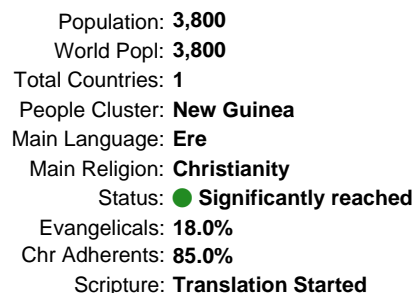 Population: 3,800
World Popl: 3,800
Total Countries: 1
People Cluster: New Guinea
Main Language: Ere
Main Religion: Christianity
Status: Significantly reached
Evangelicals: 18.0%
Chr Adherents: 85.0%
Scripture: Translation Started